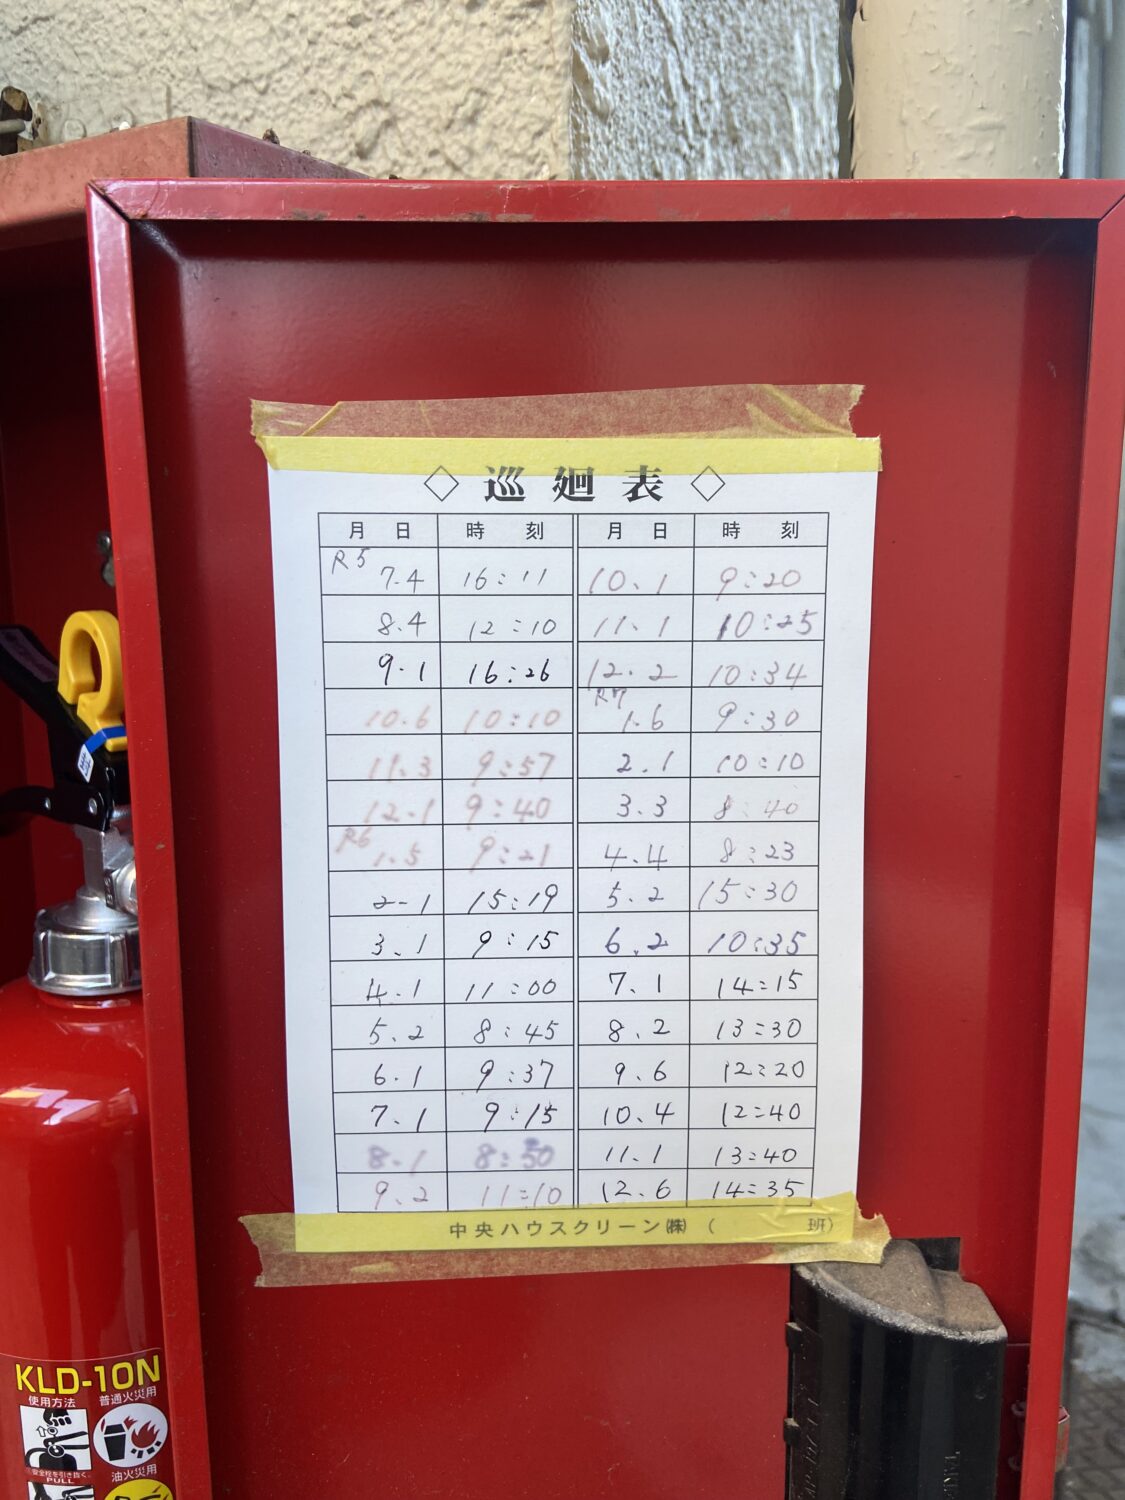 ◇ 巡廻表 ◇
月 日 時 刻 月 日 時 刻
R5 7.4 16:11 10.1 9:20
8.4 12:10 11.1 10:25
9.1 16:26 12.2 10:34
10.6 10:10 R7 1.6 9:30
11.3 9:57 2.1 10:10
12.1 9:40 3.3 8:40
R6 1.5 9:21 4.4 8:23
2-1 15:19 5.2 15:30
3.1 9:15 6.2 10:35
4.1 11:00 7.1 14:15
5.2 8:45 8.2 13:30
6.1 9:37 9.6 12:20
7.1 9:15 10.4 12:40
8.1 8:50 11.1 13:40
9.2 11:10 12.6 14:35
中央ハウスクリーン㈱ ( 班)
KLD-10N
使用方法 普通火災用
安全栓を引き抜く
PULL
油火災用